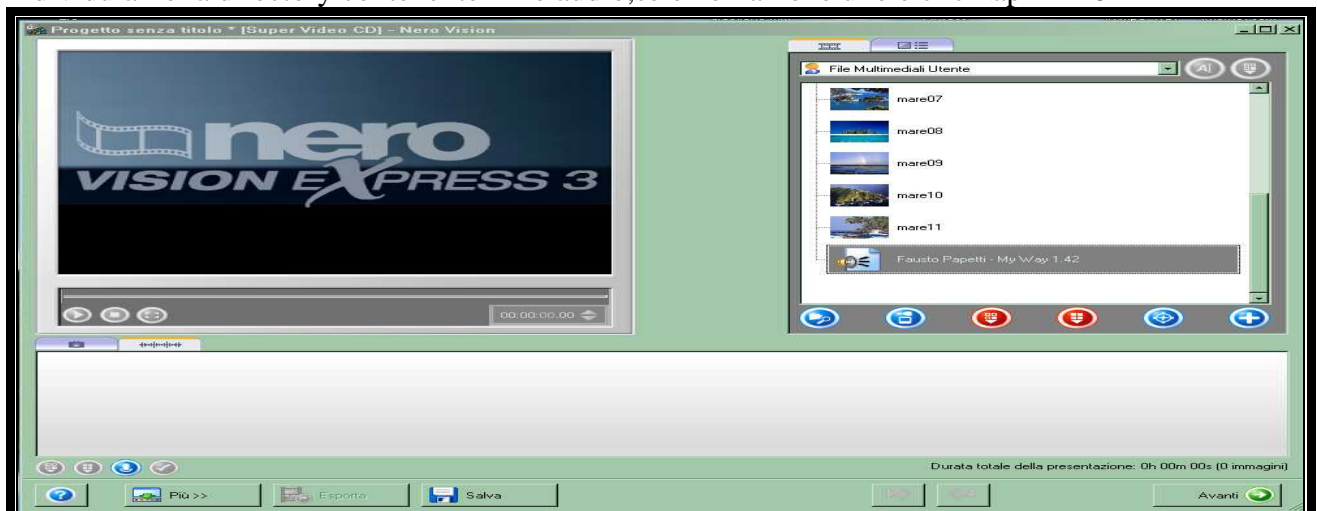 Progetto senza titolo * [Super Video CD] - Nero Vision
nero
VISION EXPRESS 3
File Multimediali Utente
mare07
mare08
mare09
mare10
mare11
Fausto Papetti - My Way 1.42
00:00:00.00
Durata totale della presentazione: 0h 00m 00s (0 immagini)
Più >>
Esporta
Salva
Avanti